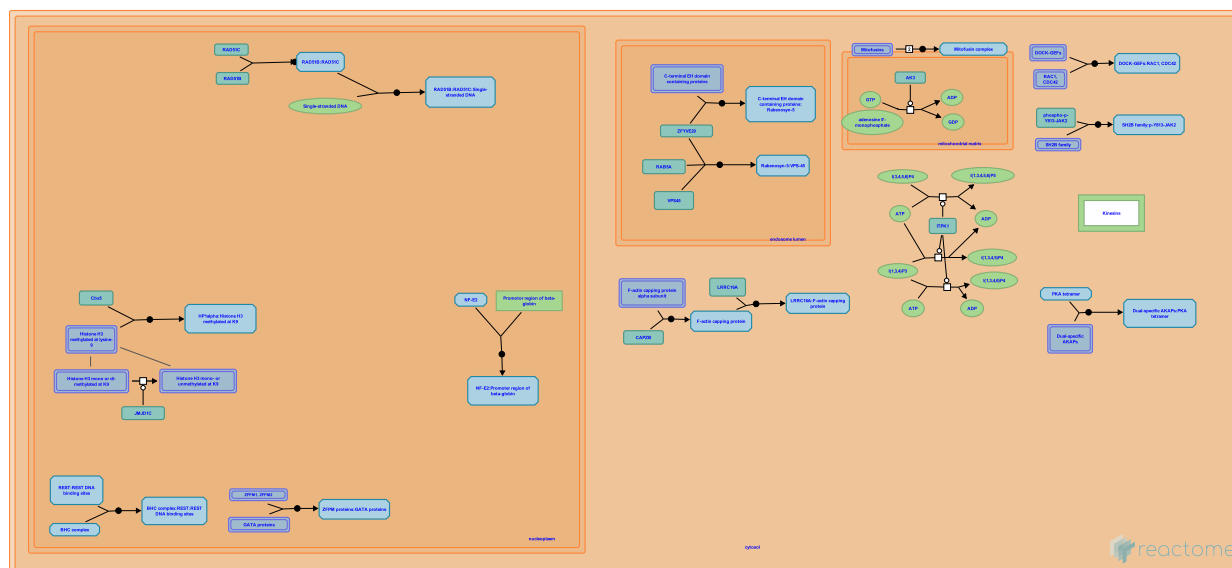 RAD51C
RAD51B
RAD51B:RAD51C
Single-stranded DNA
RAD51B:RAD51C:Single-
stranded DNA
C-terminal EH domain
containing proteins
C-terminal EH domain
containing proteins:
Rabenosyn-5
ZFYVE20
RAB5A
Rabenosyn-5:VPS-45
VPS45
endosome lumen
Mitofusins
Mitofusin complex
AK3
GTP
ADP
adenosine 5'-
monophosphate
GDP
mitochondrial matrix
DOCK-GEFs
RAC1,
CDC42
DOCK-GEFs:RAC1, CDC42
phospho-p-
Y813-JAK2
SH2B family
SH2B family:p-Y813-JAK2
I(3,4,5,6)P4
I(1,3,4,5,6)P5
ATP
ADP
ITPK1
I(1,3,4)P3
I(1,3,4,5)P4
I(1,3,4,6)P4
ATP
ADP
Kinesins
Cbx5
HP1alpha:Histone H3
methylated at K9
Histone H3
methylated at lysine-
9
Histone H3 mono or di-
methylated at K9
Histone H3 mono- or
unmethylated at K9
JMJD1C
NF-E2
Promoter region of beta-
globin
NF-E2:Promoter region of
beta-globin
F-actin capping protein
alpha subunit
CAPZB
LRRC16A
F-actin capping protein
LRRC16A:F-actin capping
protein
PKA tetramer
Dual-specific
AKAPs
Dual-specific AKAPs:PKA
tetramer
REST:REST DNA
binding sites
BHC complex
BHC complex:REST:REST
DNA binding sites
ZFPM1, ZFPM2
GATA proteins
ZFPM proteins:GATA proteins
nucleoplasm
cytosol
reactome